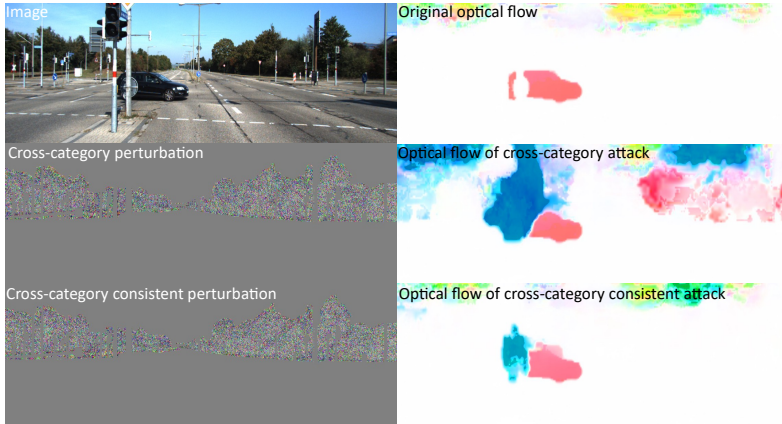 Image
Original optical flow
Cross-category perturbation
Optical flow of cross-category attack
Cross-category consistent perturbation
Optical flow of cross-category consistent attack